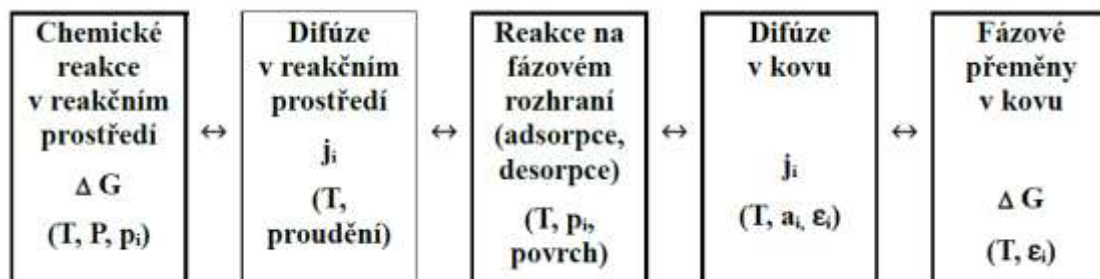 Chemické
reakce
v reakčním
prostředí
Δ G
(T, P, pᵢ)
↔
Difúze
v reakčním
prostředí
jᵢ
(T,
proudění)
↔
Reakce na
fázovém
rozhraní
(adsorpce,
desorpce)
(T, pᵢ,
povrch)
↔
Difúze
v kovu
jᵢ
(T, aᵢ, εᵢ)
↔
Fázové
přeměny
v kovu
Δ G
(T, εᵢ)